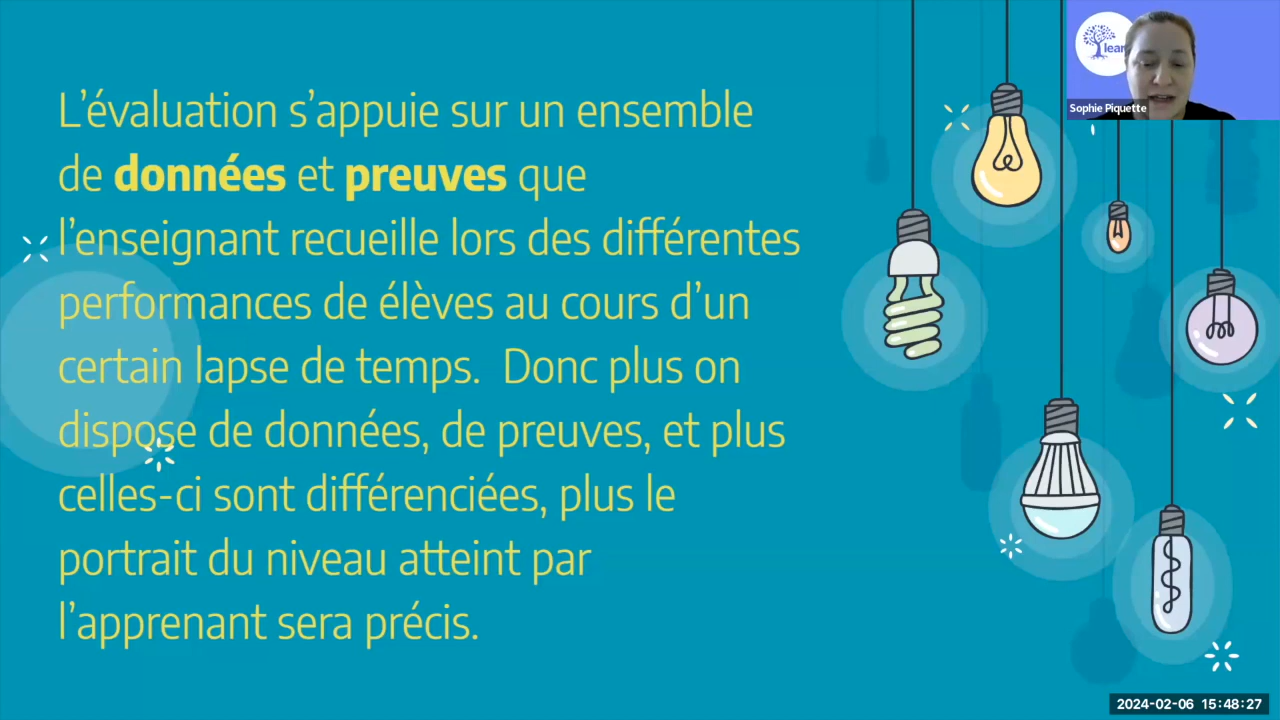 L'évaluation s'appuie sur un ensemble
de données et preuves que
l'enseignant recueille lors des différentes
performances de élèves au cours d'un
certain lapse de temps.  Donc plus on
dispose de données, de preuves, et plus
celles-ci sont différenciées, plus le
portrait du niveau atteint par
l'apprenant sera précis.
Sophie Piquette
2024-02-06 15:48:27